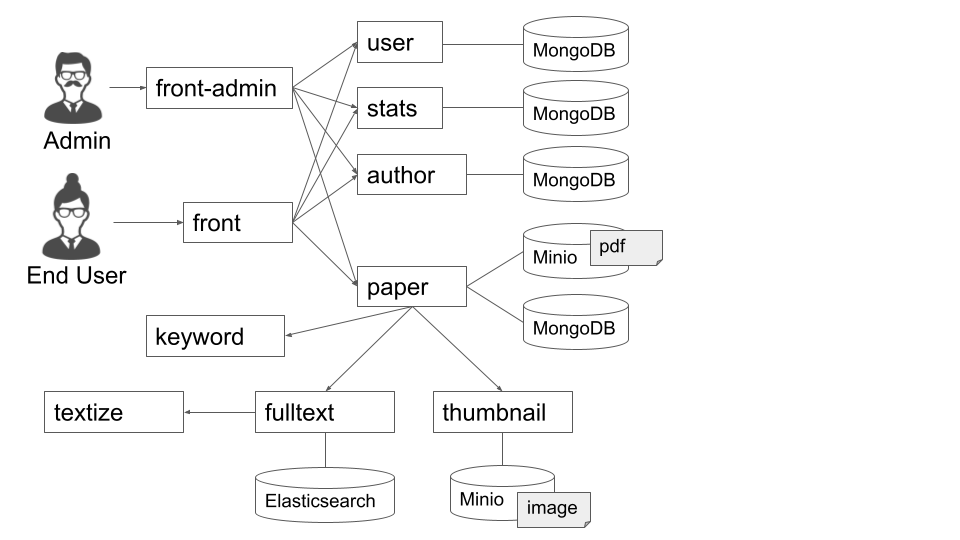 user
MongoDB
front-admin
stats
MongoDB
Admin
author
MongoDB
front
pdf
Minio
End User
paper
MongoDB
keyword
textize
fulltext
thumbnail
Elasticsearch
Minio
image